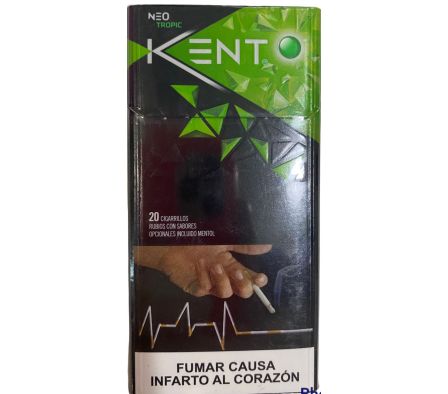 NEO
TROPIC
KENT
20 CIGARRILLOS
RUBIOS CON SABORES
OPCIONALES INCLUIDO MENTOL
FUMAR CAUSA
INFARTO AL CORAZÓN